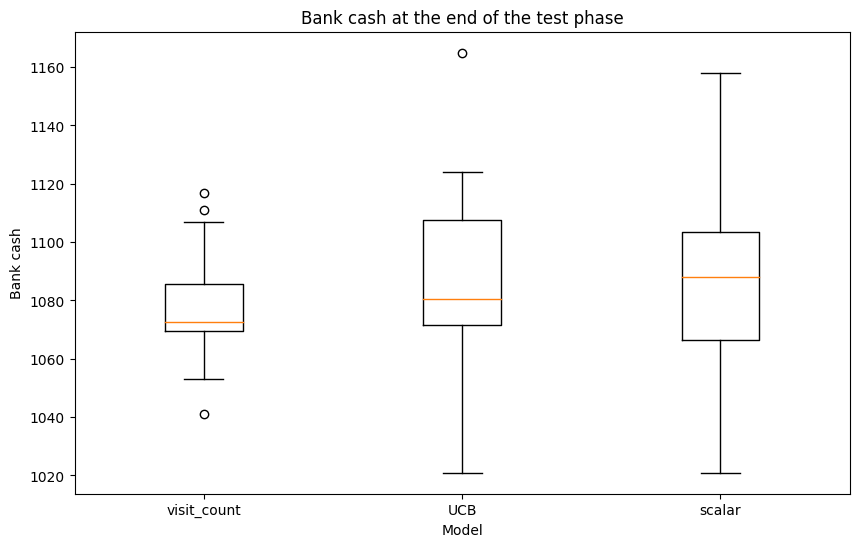 Bank cash at the end of the test phase
1160
1140
1120
1100
1080
1060
1040
1020
Bank cash
visit_count UCB scalar
Model